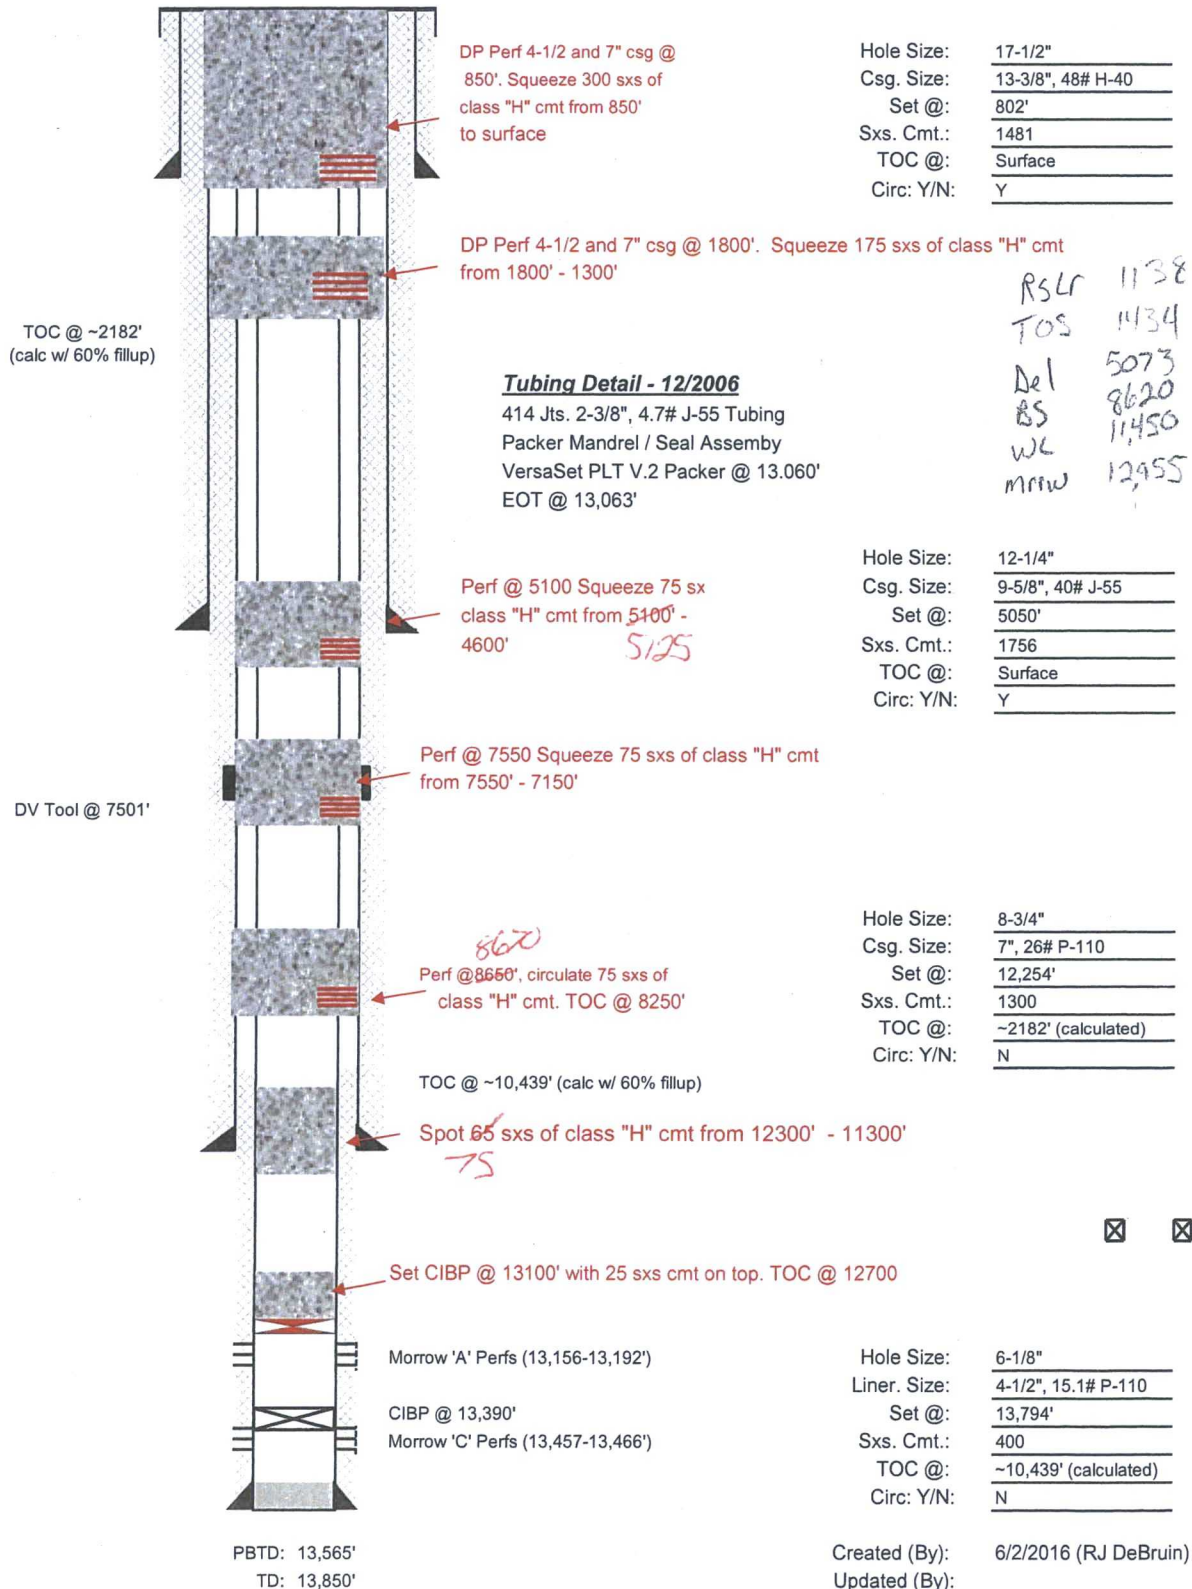 DP Perf 4-1/2 and 7" csg @
850'. Squeeze 300 sxs of
class "H" cmt from 850'
to surface
Hole Size: 17-1/2"
Csg. Size: 13-3/8", 48# H-40
Set @: 802'
Sxs. Cmt.: 1481
TOC @: Surface
Circ: Y/N: Y
DP Perf 4-1/2 and 7" csg @ 1800'. Squeeze 175 sxs of class "H" cmt
from 1800' - 1300'
RSLr 1138
TOS 1434
Del 5073
BS 8620
WC 11,450
mrrw 12,955
TOC @ ~2182'
(calc w/ 60% fillup)
Tubing Detail - 12/2006
414 Jts. 2-3/8", 4.7# J-55 Tubing
Packer Mandrel / Seal Assemby
VersaSet PLT V.2 Packer @ 13.060'
EOT @ 13,063'
Hole Size: 12-1/4"
Csg. Size: 9-5/8", 40# J-55
Set @: 5050'
Sxs. Cmt.: 1756
TOC @: Surface
Circ: Y/N: Y
Perf @ 5100 Squeeze 75 sx
class "H" cmt from 5100' -
4600' 5125
Perf @ 7550 Squeeze 75 sxs of class "H" cmt
from 7550' - 7150'
DV Tool @ 7501'
Hole Size: 8-3/4"
Csg. Size: 7", 26# P-110
Set @: 12,254'
Sxs. Cmt.: 1300
TOC @: ~2182' (calculated)
Circ: Y/N: N
8670
Perf @8650', circulate 75 sxs of
class "H" cmt. TOC @ 8250'
TOC @ ~10,439' (calc w/ 60% fillup)
Spot 65 sxs of class "H" cmt from 12300' - 11300'
75
Set CIBP @ 13100' with 25 sxs cmt on top. TOC @ 12700
Morrow 'A' Perfs (13,156-13,192')
CIBP @ 13,390'
Morrow 'C' Perfs (13,457-13,466')
Hole Size: 6-1/8"
Liner. Size: 4-1/2", 15.1# P-110
Set @: 13,794'
Sxs. Cmt.: 400
TOC @: ~10,439' (calculated)
Circ: Y/N: N
PBTD: 13,565'
TD: 13,850'
Created (By): 6/2/2016 (RJ DeBruin)
Updated (By):